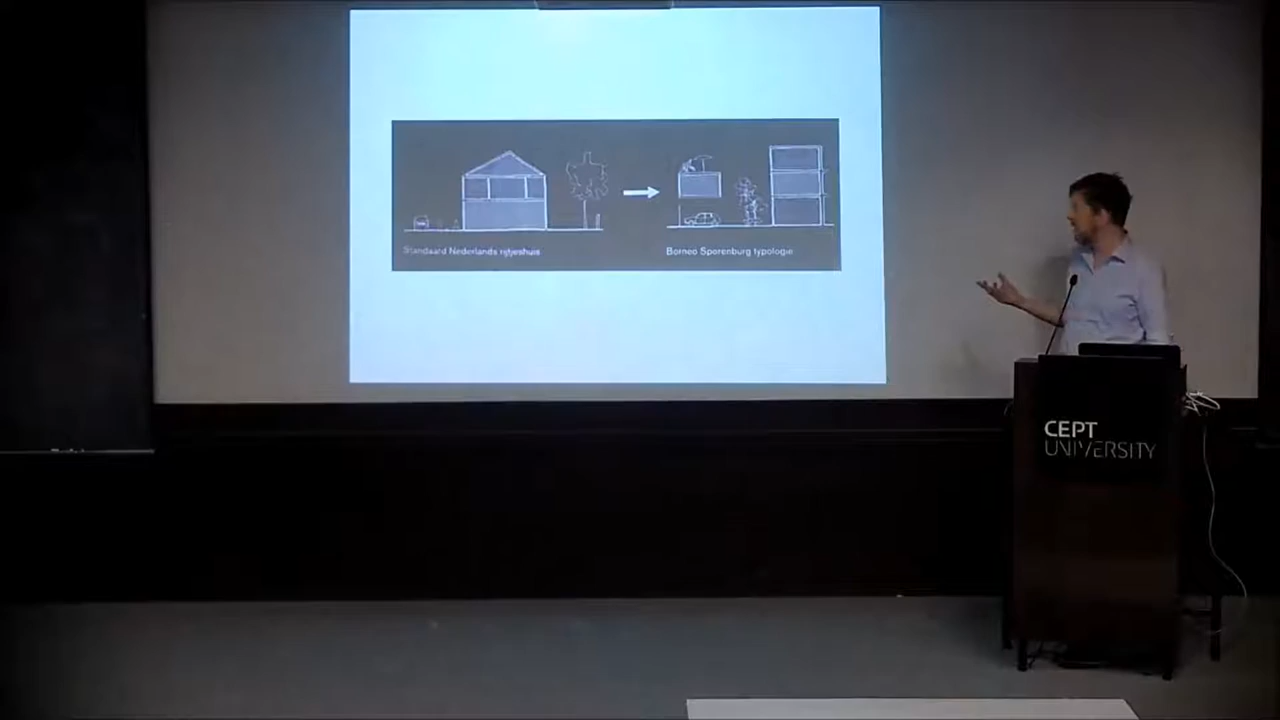 Standaard Nederlands rijtjeshuis
Borneo Sporenburg typologie
CEPT
UNIVERSITY